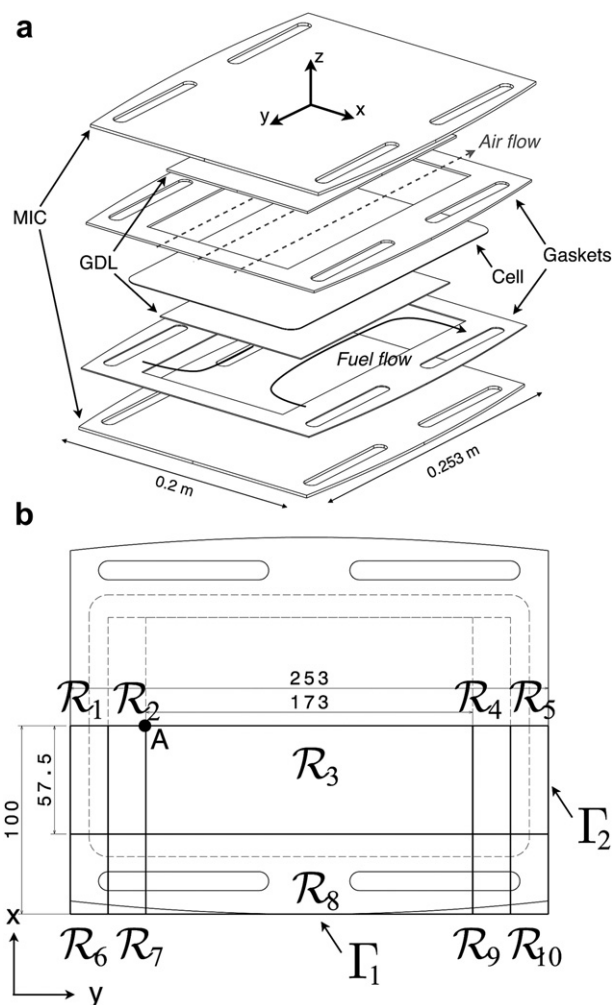 a
z
y
x
Air flow
MIC
GDL
Gaskets
Cell
Fuel flow
0.2 m
0.253 m
b
253
R1 R2 R4 R5
173
A
R3
100
57.5
Γ2
R8
x
R6 R7 R9 R10
Γ1
y